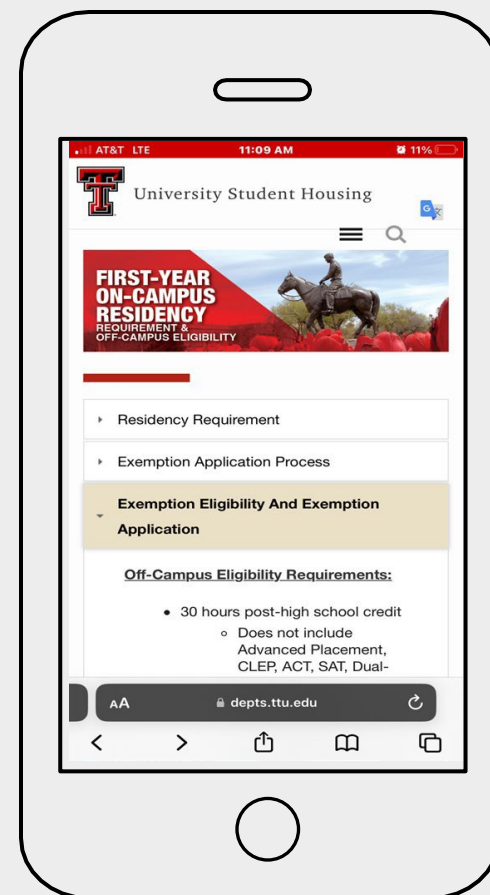 AT&T LTE 11:09 AM 11%
University Student Housing
G 文
FIRST-YEAR
ON-CAMPUS
RESIDENCY
REQUIREMENT &
OFF-CAMPUS ELIGIBILITY
Residency Requirement
Exemption Application Process
Exemption Eligibility And Exemption
Application
Off-Campus Eligibility Requirements:
• 30 hours post-high school credit
○ Does not include
Advanced Placement,
CLEP, ACT, SAT, Dual-
AA depts.ttu.edu